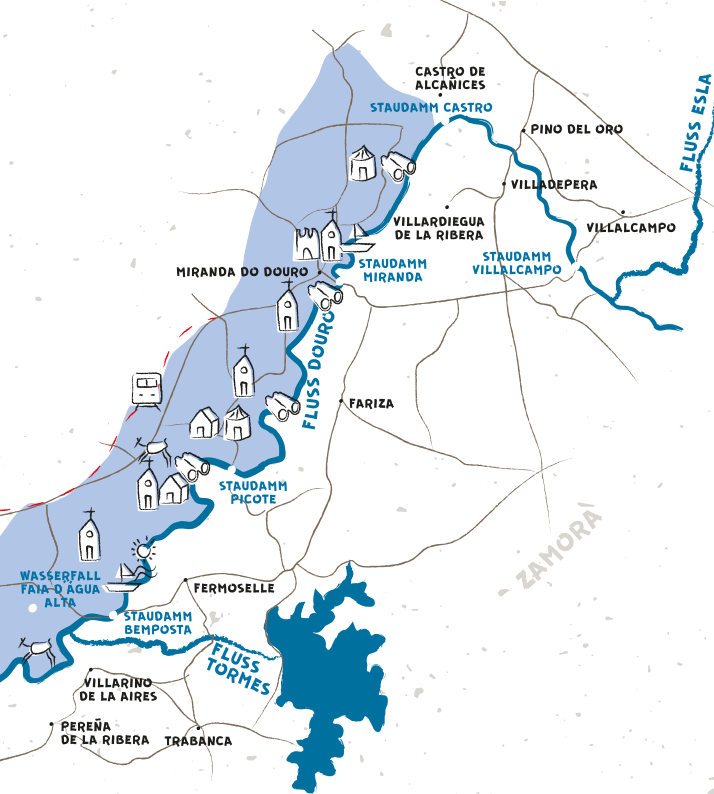 CASTRO DE
ALCAÑICES
STAUDAMM CASTRO
FLUSS ESLA
PINO DEL ORO
VILLADEPERA
VILLARDIEGUA
DE LA RIBERA
VILLALCAMPO
STAUDAMM
VILLALCAMPO
STAUDAMM
MIRANDA
MIRANDA DO DOURO
FLUSS DOURO
FARIZA
STAUDAMM
PICOTE
ZAMORA
WASSERFALL
FAIA D'ÁGUA
ALTA
FERMOSELLE
STAUDAMM
BEMPOSTA
FLUSS
TORMES
VILLARINO
DE LA AIRES
PEREÑA
DE LA RIBERA
TRABANCA